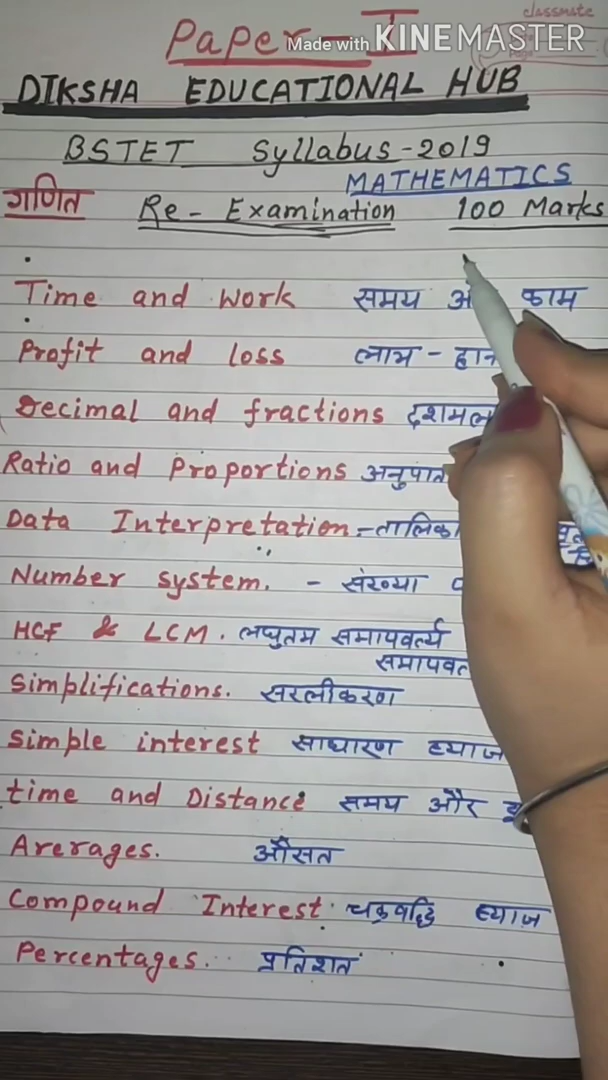 classmate
Paper - I
Made with KINEMASTER
DIKSHA EDUCATIONAL HUB
BSTET Syllabus-2019
MATHEMATICS
गणित Re-Examination 100 Marks
Time and work समय काम
Profit and loss लाभ -
Decimal and fractions
Ratio and Proportions अनुपात
Data Interpretation - तालिका
Number system. - संख्या
HCF & LCM. लघुतम समापवर्त्य
Simplifications. सरलीकरण
Simple interest साधारण ब्याज
time and Distance समय और
Averages. औसत
Compound Interest चक्रवृद्धि ब्याज
Percentages. प्रतिशत